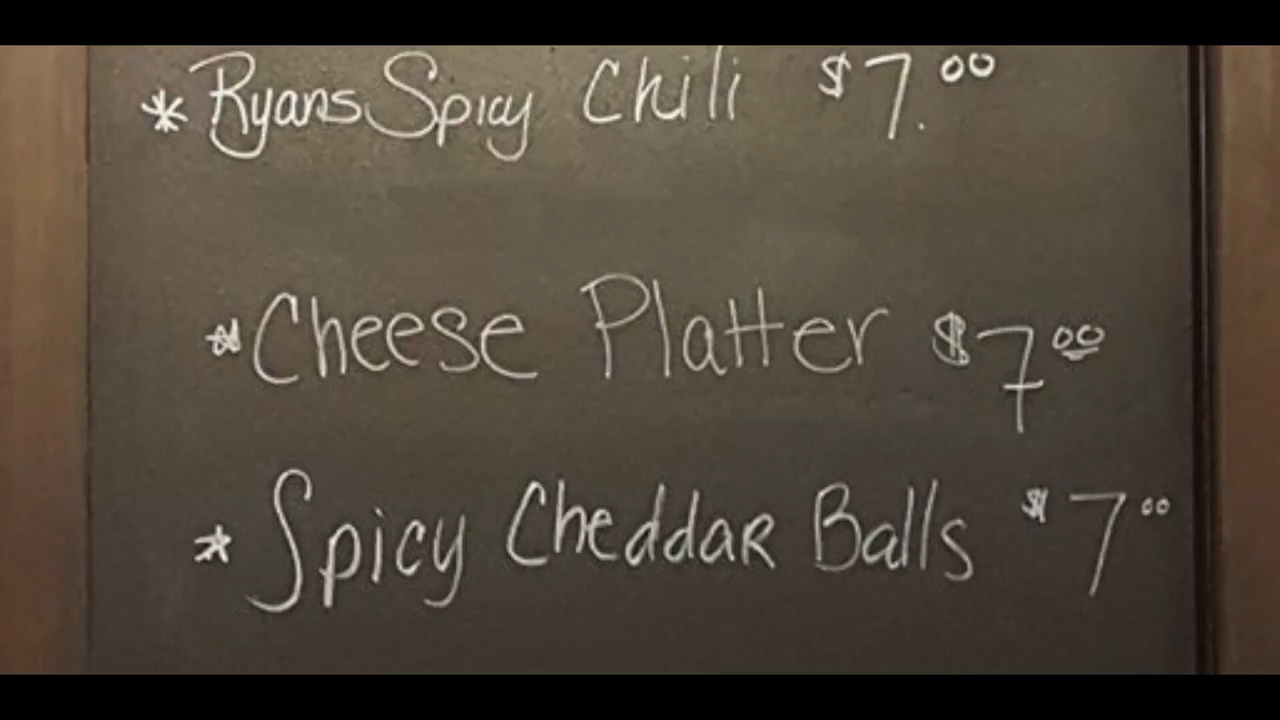 * Ryans Spicy Chili $7.00
* Cheese Platter $7.00
* Spicy Cheddar Balls $7.00